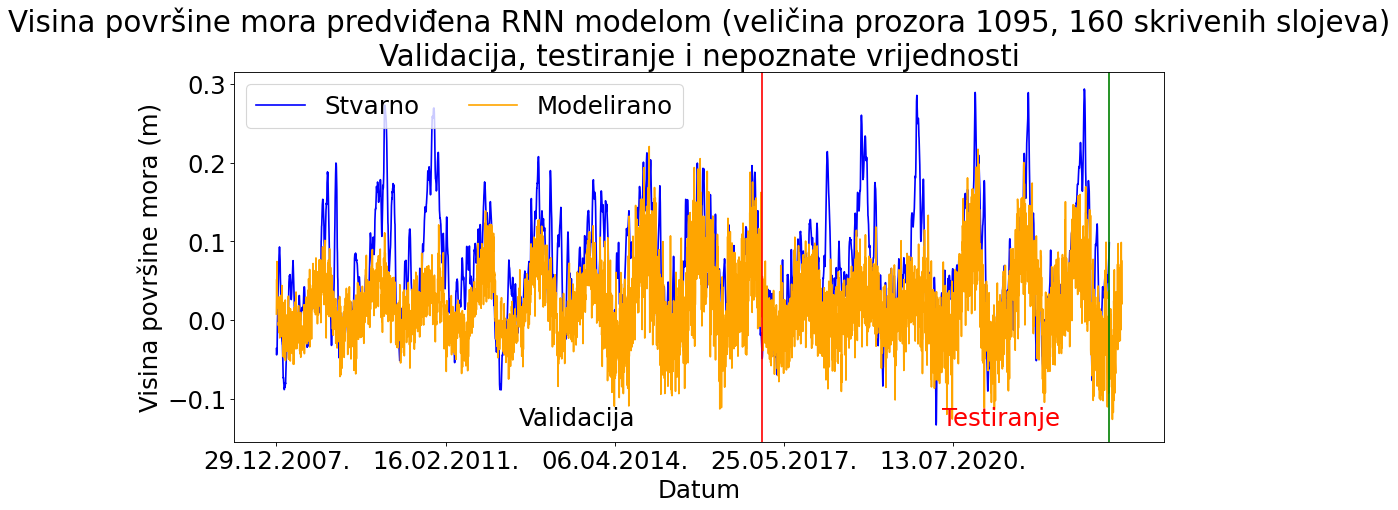 Visina površine mora predviđena RNN modelom (veličina prozora 1095, 160 skrivenih slojeva)
Validacija, testiranje i nepoznate vrijednosti
Stvarno Modelirano
Visina površine mora (m)
0.3
0.2
0.1
0.0
−0.1
Validacija Testiranje
29.12.2007. 16.02.2011. 06.04.2014. 25.05.2017. 13.07.2020.
Datum